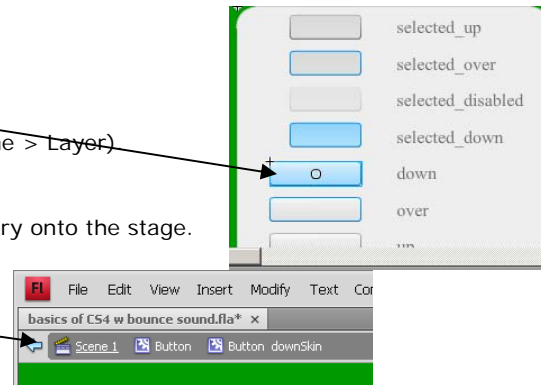 selected_up
selected_over
selected_disabled
e > Layer).
selected_down
down
ry onto the stage.
over
Fl File Edit View Insert Modify Text
basics of CS4 w bounce sound.fla* ×
Scene 1 Button Button downSkin